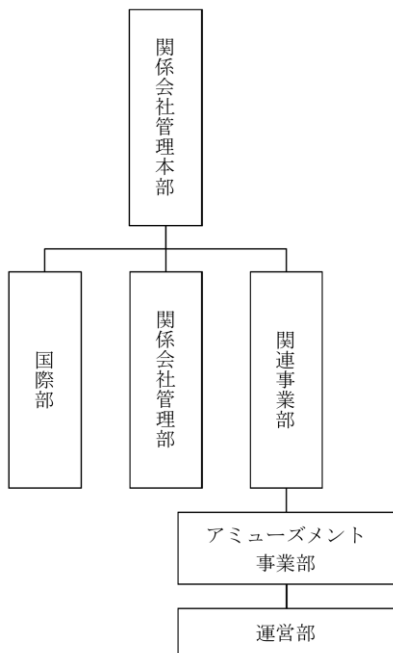 関係会社管理本部
国際部
関係会社管理部
関連事業部
アミューズメント
事業部
運営部